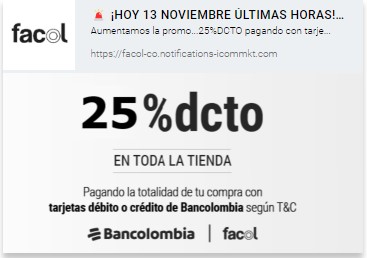 facol
🚨 ¡HOY 13 NOVIEMBRE ÚLTIMAS HORAS!...
Aumentamos la promo...25%DCTO pagando con tarje...
https://facol-co.notifications-icommkt.com
25%dcto
EN TODA LA TIENDA
Pagando la totalidad de tu compra con
tarjetas débito o crédito de Bancolombia según T&C
Bancolombia | facol